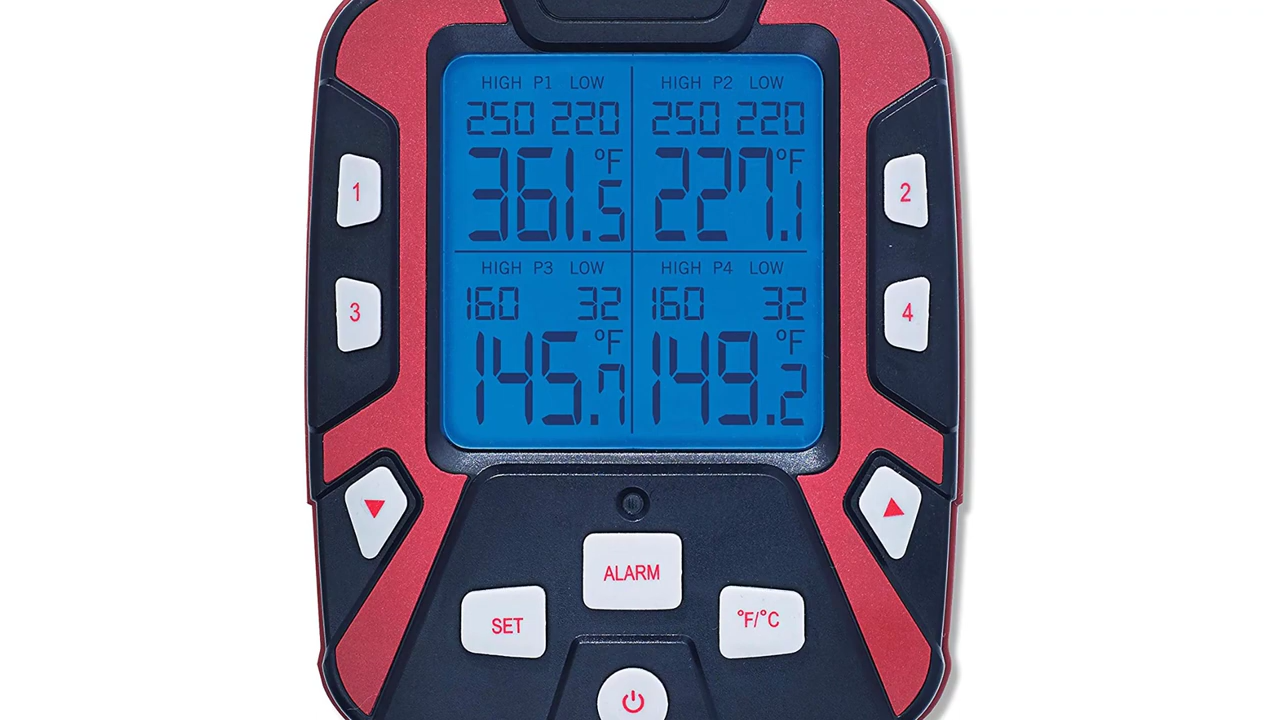 HIGH P1 LOW
250 220
361.5 °F
HIGH P2 LOW
250 220
227.1 °F
HIGH P3 LOW
160 32
145.7 °F
HIGH P4 LOW
160 32
149.2 °F
1
2
3
4
ALARM
SET
°F/°C